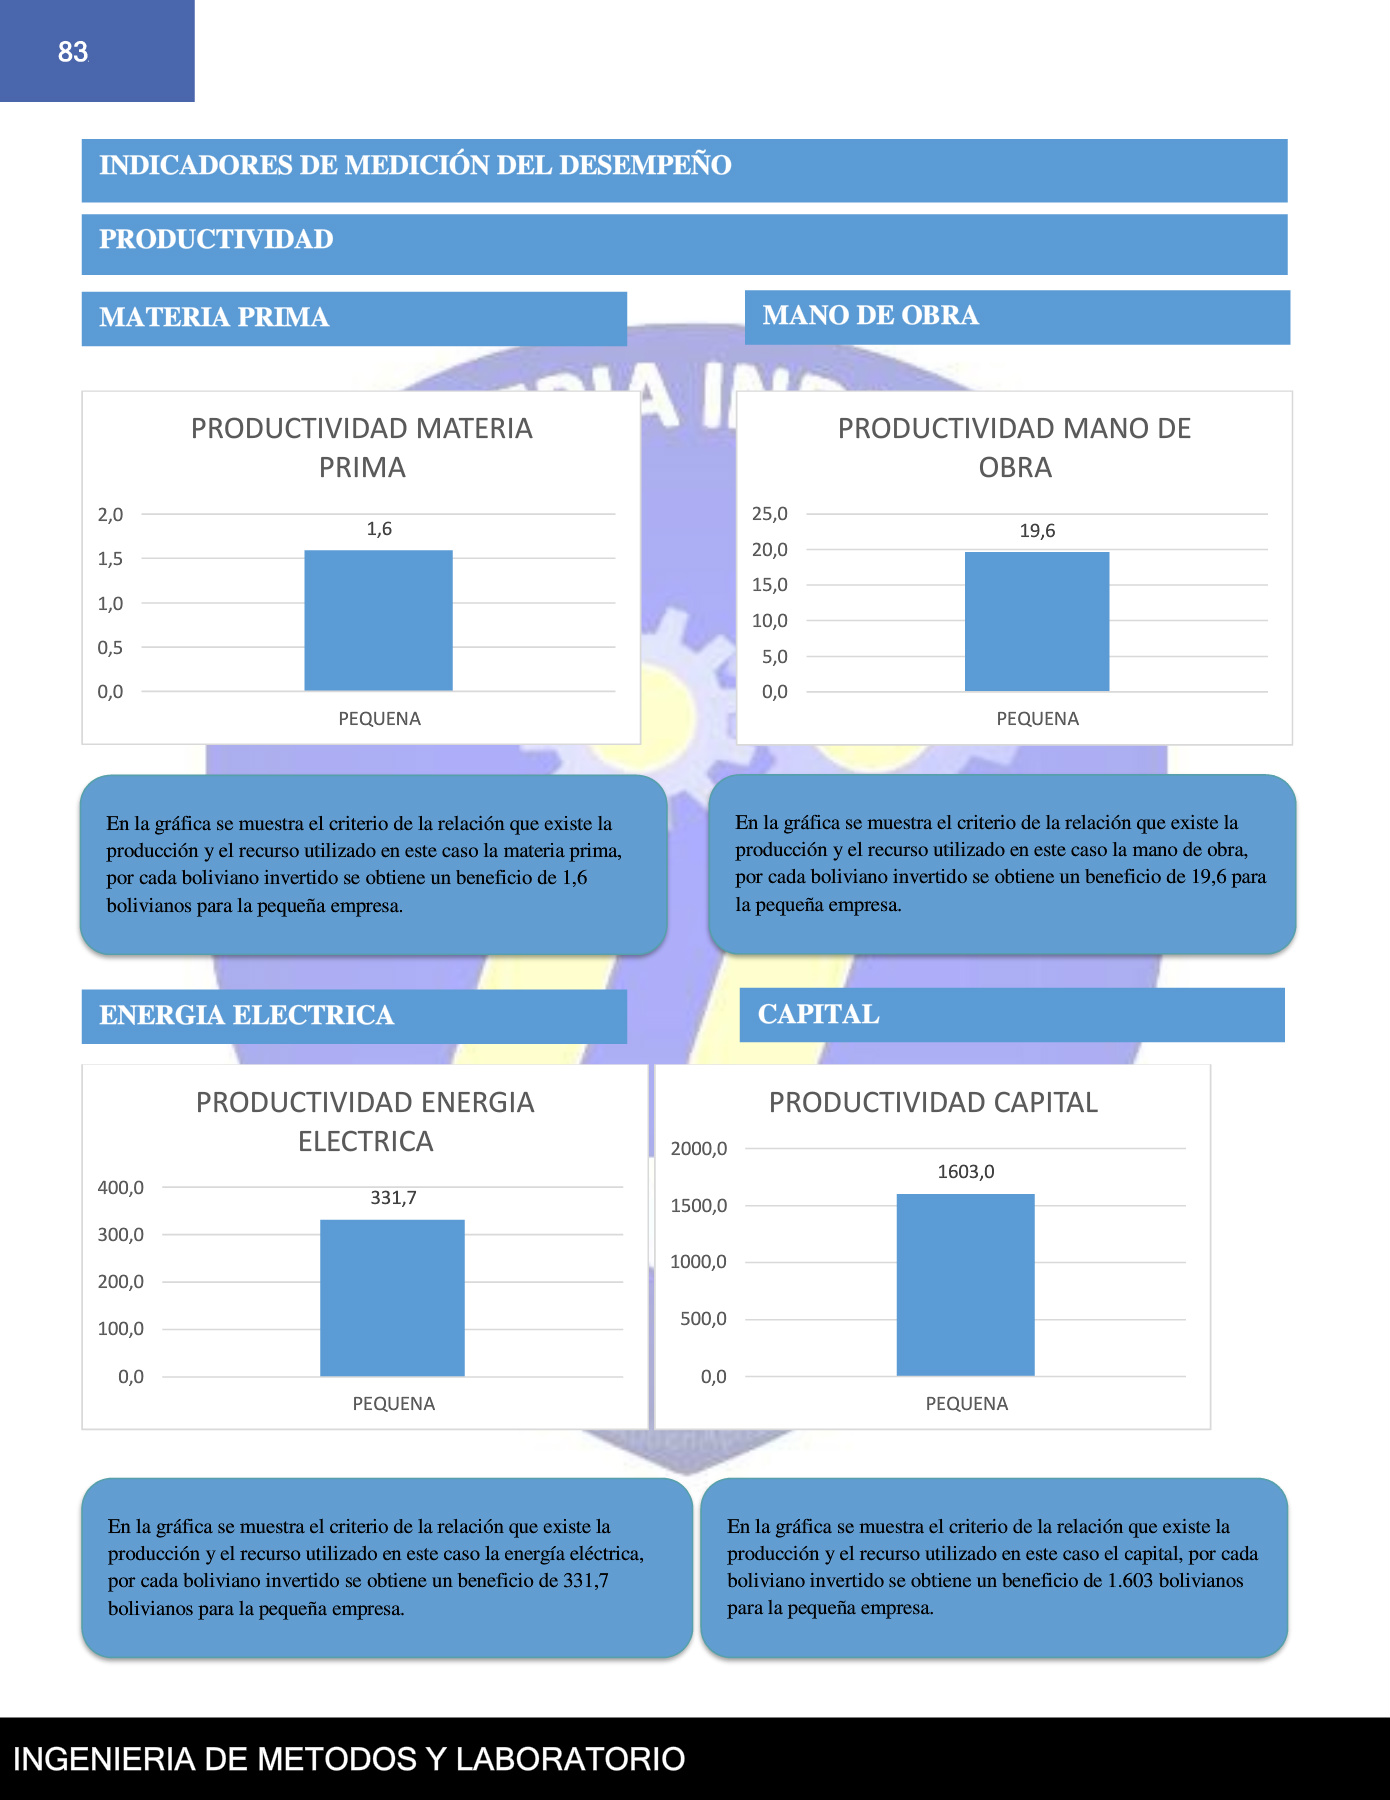 83
INDICADORES DE MEDICIÓN DEL DESEMPEÑO
PRODUCTIVIDAD
MATERIA PRIMA
MANO DE OBRA
PRODUCTIVIDAD MATERIA
PRIMA
2,0
1,6
1,5
1,0
0,5
0,0
PEQUENA
PRODUCTIVIDAD MANO DE
OBRA
25,0
19,6
20,0
15,0
10,0
5,0
0,0
PEQUENA
En la gráfica se muestra el criterio de la relación que existe la
producción y el recurso utilizado en este caso la materia prima,
por cada boliviano invertido se obtiene un beneficio de 1,6
bolivianos para la pequeña empresa.
En la gráfica se muestra el criterio de la relación que existe la
producción y el recurso utilizado en este caso la mano de obra,
por cada boliviano invertido se obtiene un beneficio de 19,6 para
la pequeña empresa.
ENERGIA ELECTRICA
CAPITAL
PRODUCTIVIDAD ENERGIA
ELECTRICA
400,0
331,7
300,0
200,0
100,0
0,0
PEQUENA
PRODUCTIVIDAD CAPITAL
2000,0
1603,0
1500,0
1000,0
500,0
0,0
PEQUENA
En la gráfica se muestra el criterio de la relación que existe la
producción y el recurso utilizado en este caso la energía eléctrica,
por cada boliviano invertido se obtiene un beneficio de 331,7
bolivianos para la pequeña empresa.
En la gráfica se muestra el criterio de la relación que existe la
producción y el recurso utilizado en este caso el capital, por cada
boliviano invertido se obtiene un beneficio de 1.603 bolivianos
para la pequeña empresa.
INGENIERIA DE METODOS Y LABORATORIO